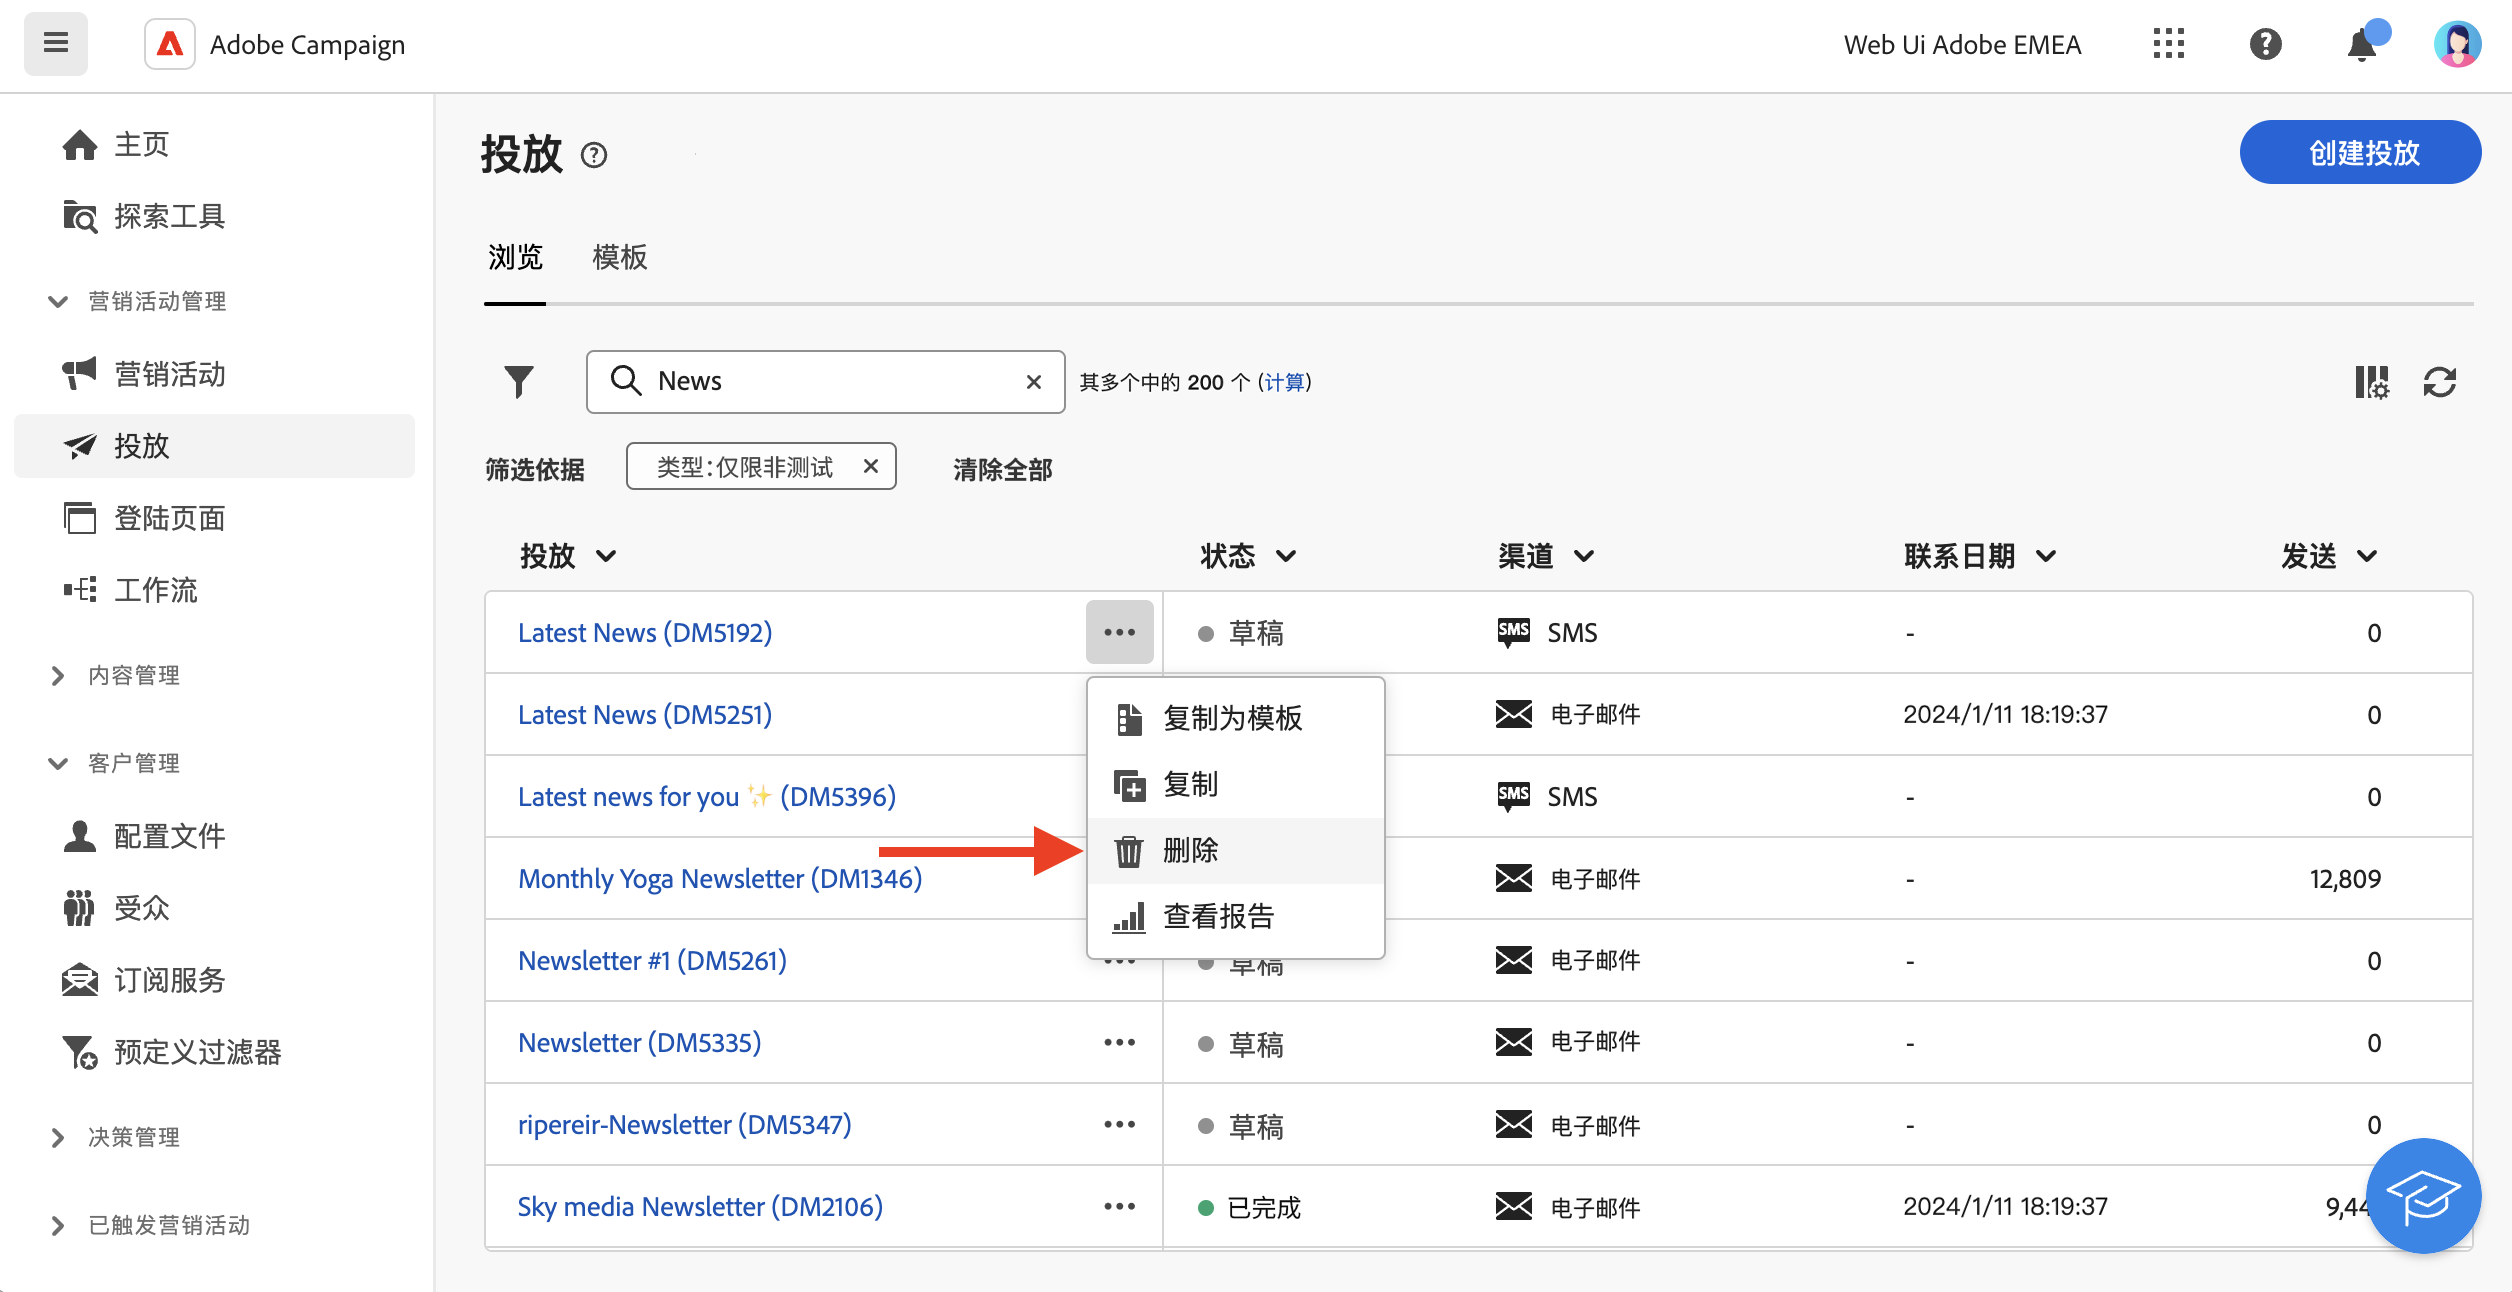 Adobe Campaign
Web Ui Adobe EMEA
主页
探索工具
营销活动管理
营销活动
投放
登陆页面
工作流
内容管理
客户管理
配置文件
受众
订阅服务
预定义过滤器
决策管理
已触发营销活动
投放
创建投放
浏览 模板
News
其多个中的 200 个 (计算)
筛选依据 类型：仅限非测试 清除全部
投放 状态 渠道 联系日期 发送
Latest News (DM5192) 草稿 SMS - 0
Latest News (DM5251) 电子邮件 2024/1/11 18:19:37 0
Latest news for you ✨ (DM5396) SMS - 0
Monthly Yoga Newsletter (DM1346) 电子邮件 - 12,809
Newsletter #1 (DM5261) 草稿 电子邮件 - 0
Newsletter (DM5335) 草稿 电子邮件 - 0
ripereir-Newsletter (DM5347) 草稿 电子邮件 - 0
Sky media Newsletter (DM2106) 已完成 电子邮件 2024/1/11 18:19:37
复制为模板
复制
删除
查看报告